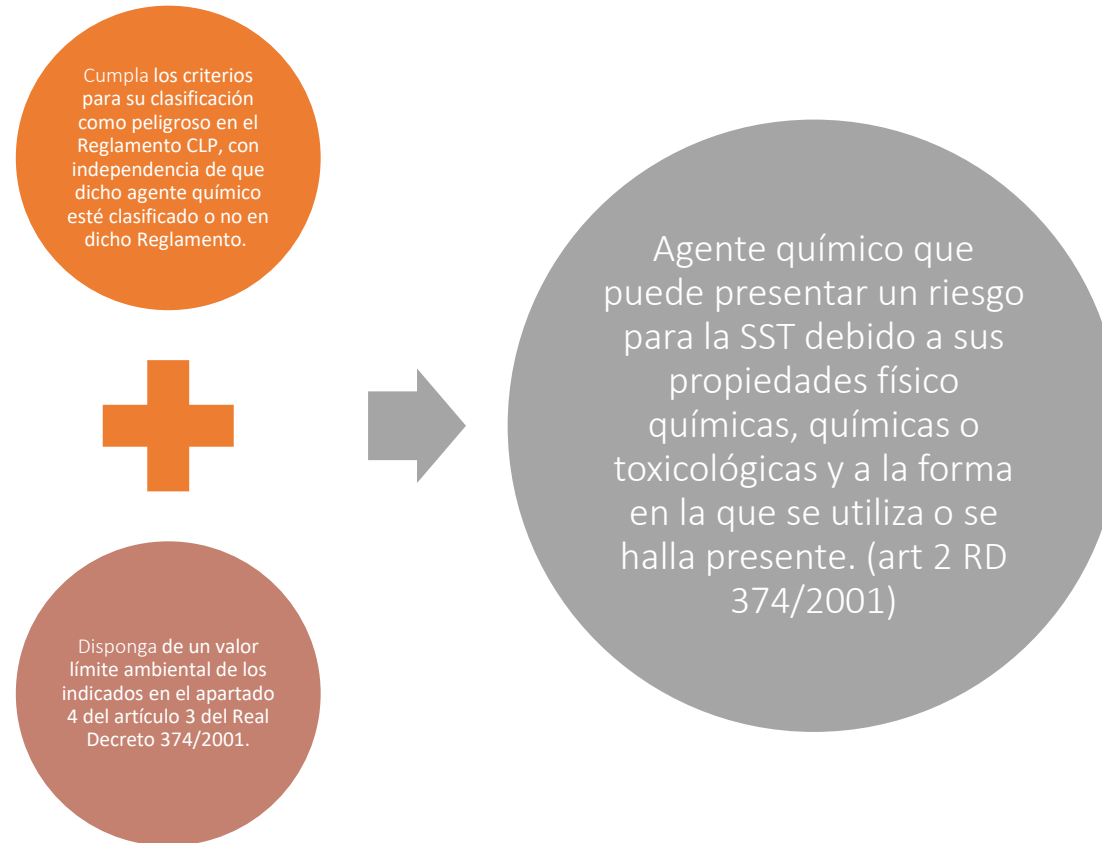 Cumpla los criterios
para su clasificación
como peligroso en el
Reglamento CLP, con
independencia de que
dicho agente químico
esté clasificado o no en
dicho Reglamento.
Disponga de un valor
límite ambiental de los
indicados en el apartado
4 del artículo 3 del Real
Decreto 374/2001.
Agente químico que
puede presentar un riesgo
para la SST debido a sus
propiedades físico
químicas, químicas o
toxicológicas y a la forma
en la que se utiliza o se
halla presente. (art 2 RD
374/2001)